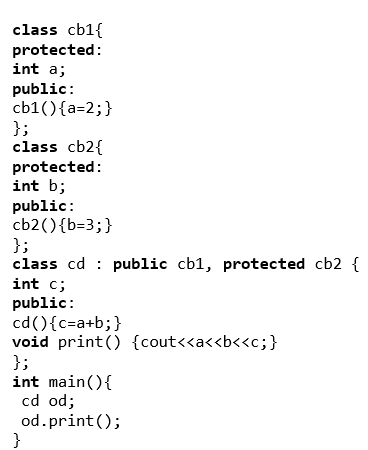 class cb1{
protected:
int a;
public:
cb1(){a=2;}
};
class cb2{
protected:
int b;
public:
cb2(){b=3;}
};
class cd : public cb1, protected cb2 {
int c;
public:
cd(){c=a+b;}
void print() {cout<<a<<b<<c;}
};
int main(){
cd od;
od.print();
}